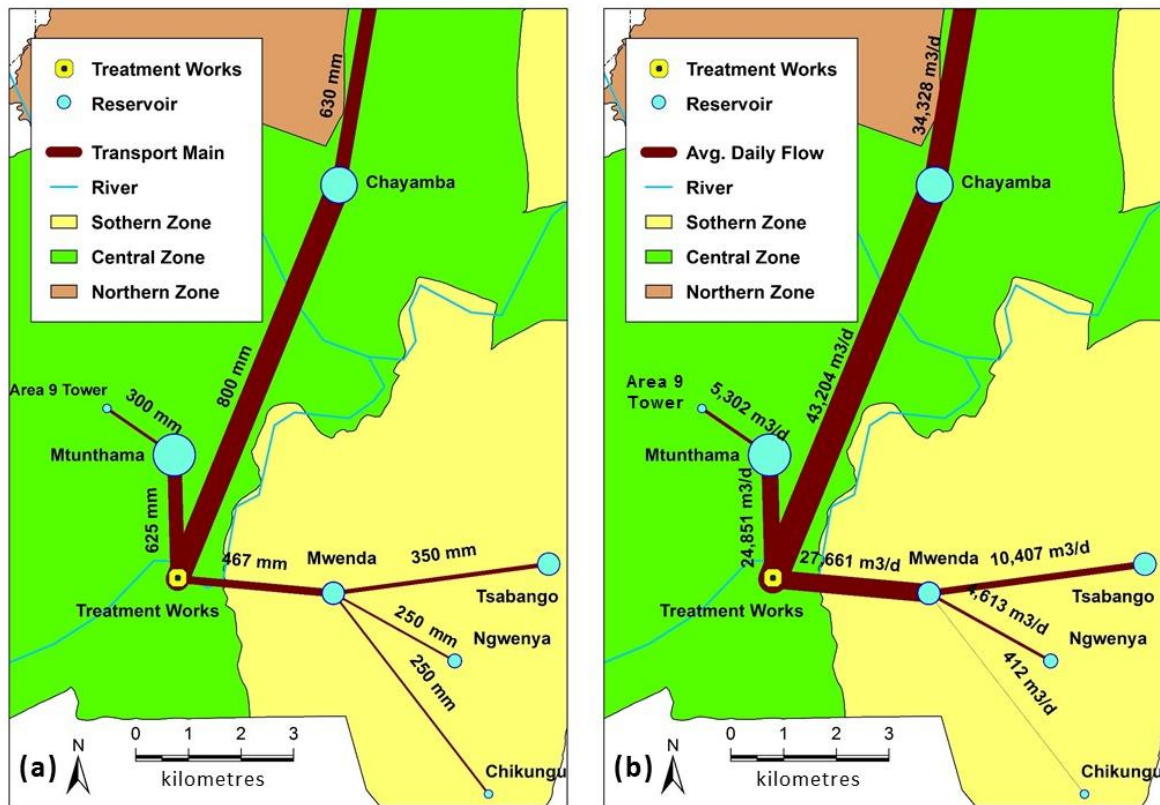 Treatment Works
Reservoir
Transport Main
River
Sothern Zone
Central Zone
Northern Zone
630 mm
Chayamba
800 mm
Area 9 Tower
300 mm
Mtunthama
625 mm
467 mm
Mwenda
350 mm
Treatment Works
Tsabango
250 mm
Ngwenya
250 mm
Chikungu
(a)
N
0 1 2 3
kilometres
Treatment Works
Reservoir
Avg. Daily Flow
River
Sothern Zone
Central Zone
Northern Zone
34,328 m3/d
Chayamba
43,204 m3/d
Area 9
Tower
5,302 m3/d
Mtunthama
24,851 m3/d
27,661 m3/d
Mwenda
10,407 m3/d
Treatment Works
Tsabango
4,613 m3/d
Ngwenya
412 m3/d
Chikungu
(b)
N
0 1 2 3
kilometres